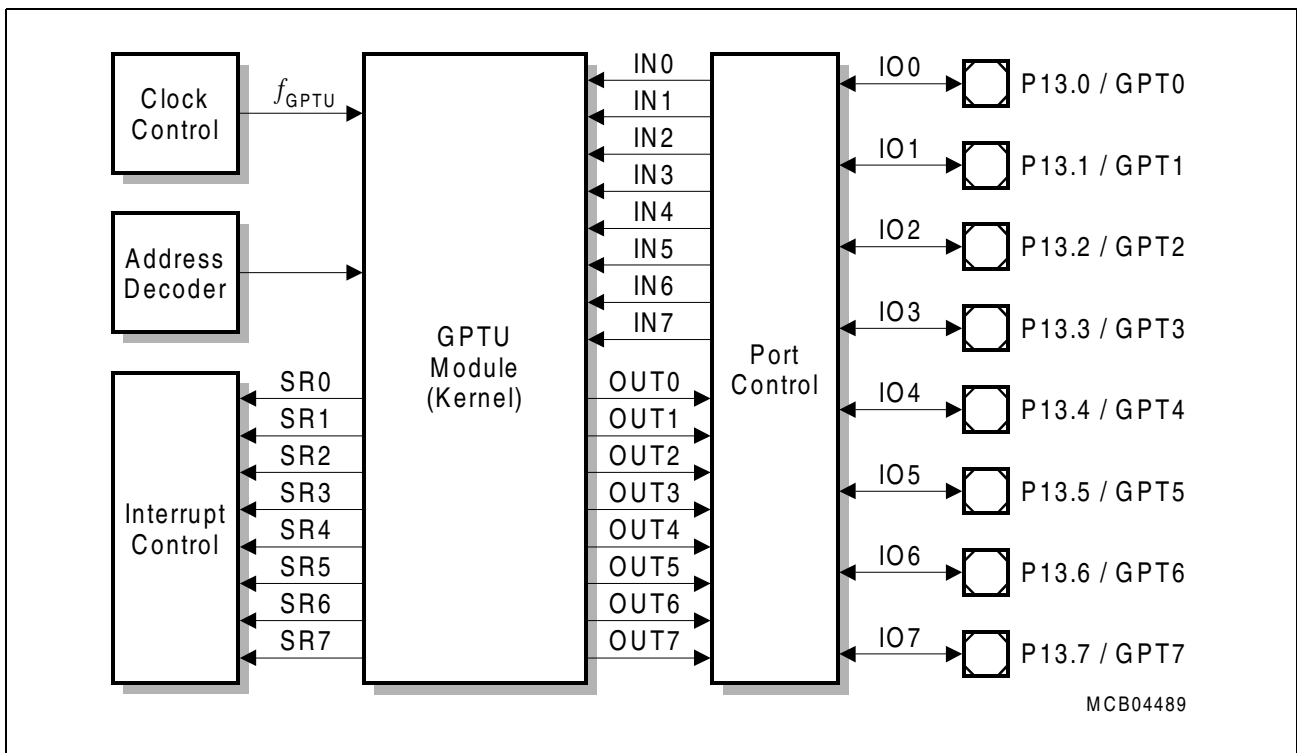 Clock
Control
fGPTU
Address
Decoder
Interrupt
Control
SR0
SR1
SR2
SR3
SR4
SR5
SR6
SR7
GPTU
Module
(Kernel)
IN0
IN1
IN2
IN3
IN4
IN5
IN6
IN7
OUT0
OUT1
OUT2
OUT3
OUT4
OUT5
OUT6
OUT7
Port
Control
IO0
IO1
IO2
IO3
IO4
IO5
IO6
IO7
P13.0 / GPT0
P13.1 / GPT1
P13.2 / GPT2
P13.3 / GPT3
P13.4 / GPT4
P13.5 / GPT5
P13.6 / GPT6
P13.7 / GPT7
MCB04489